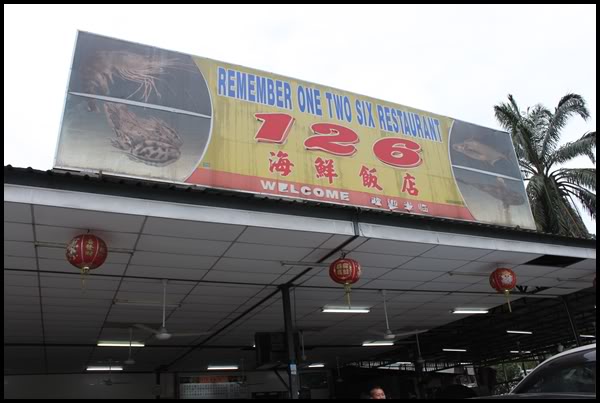 REMEMBER ONE TWO SIX RESTAURANT
126
海鮮飯店
WELCOME